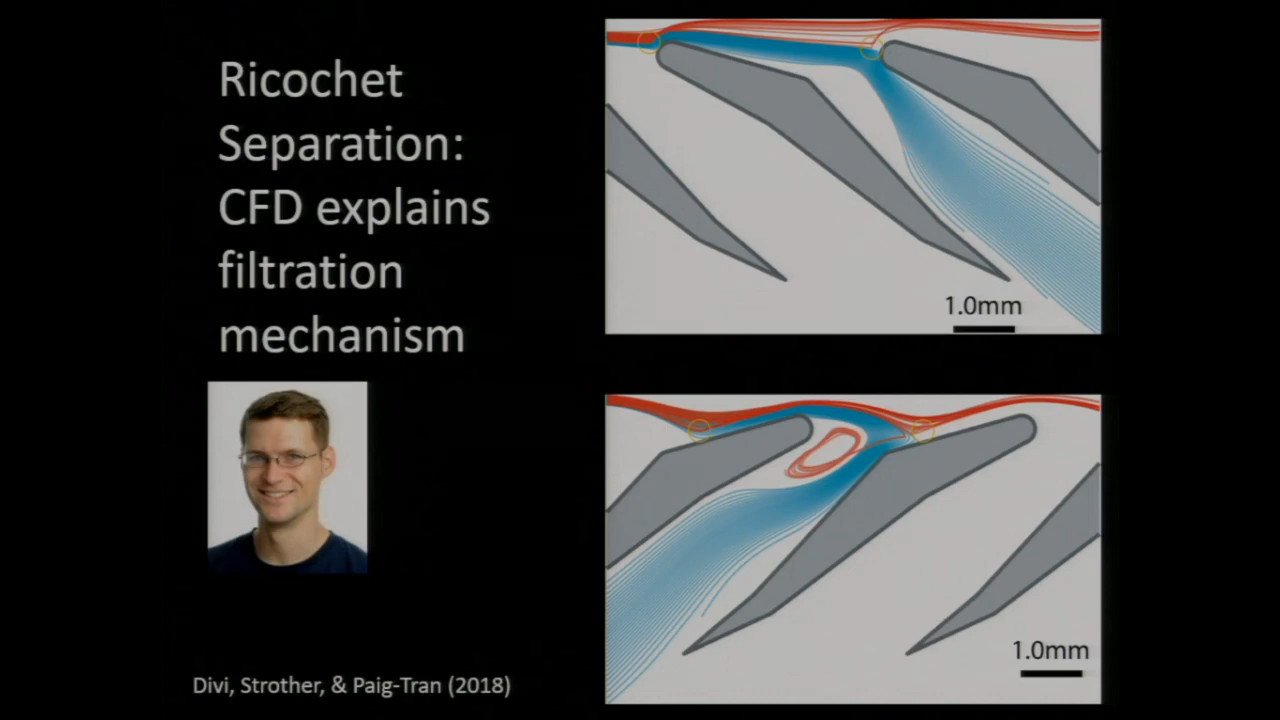 Ricochet
Separation:
CFD explains
filtration
mechanism
1.0mm
1.0mm
Divi, Strother, & Paig-Tran (2018)